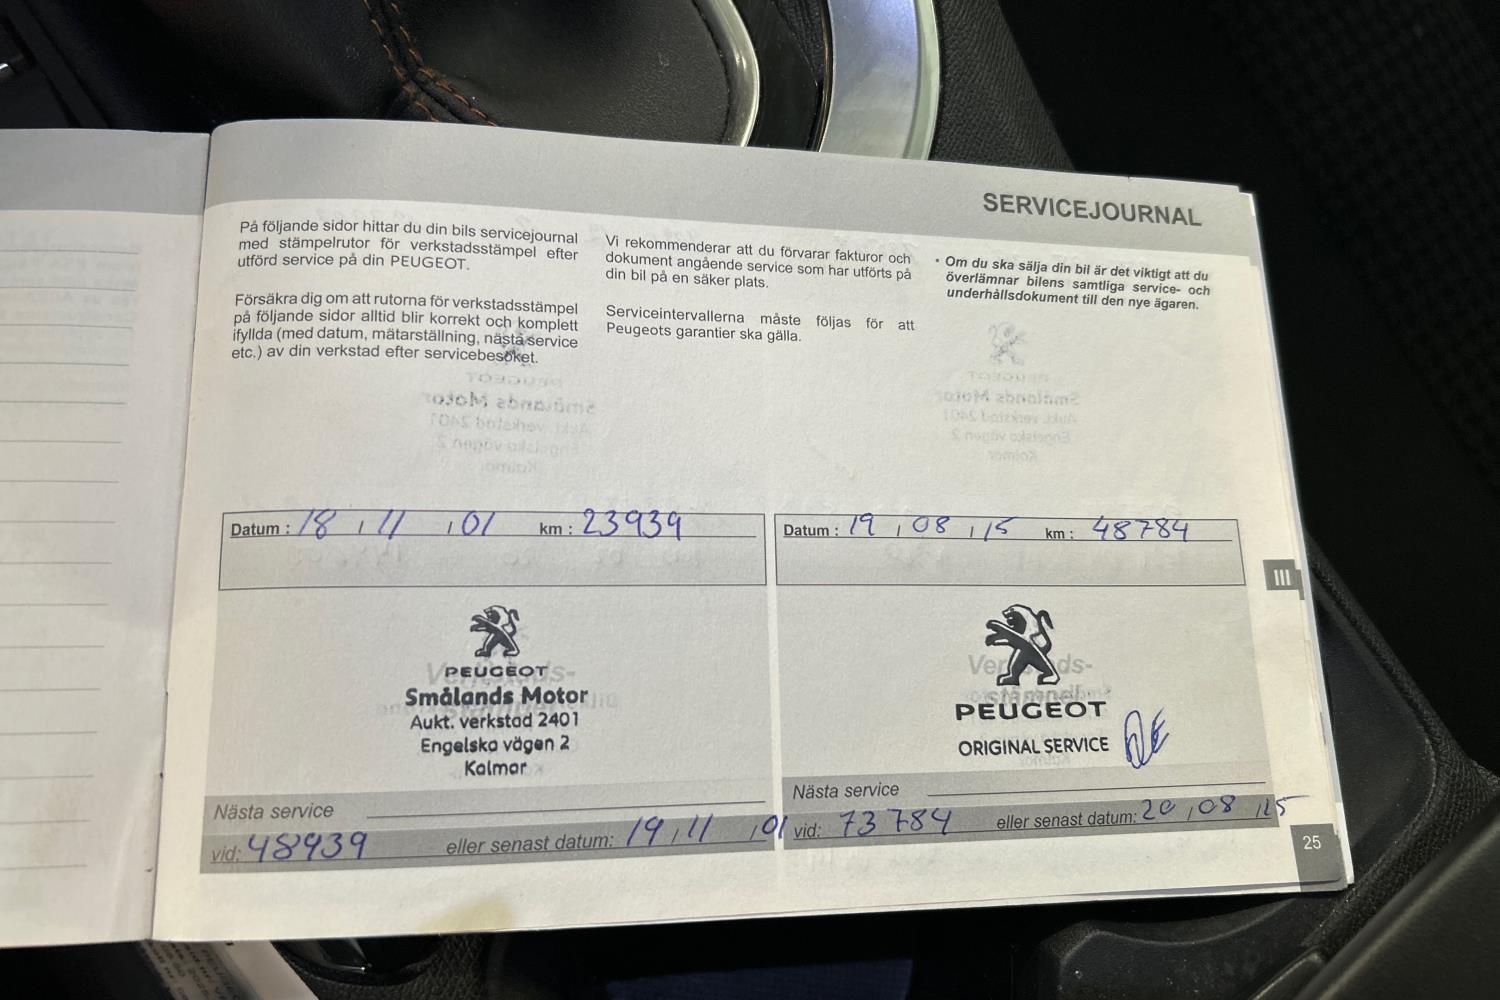 SERVICEJOURNAL
På följande sidor hittar du din bils servicejournal
med stämpelrutor för verkstadsstämpel efter
utförd service på din PEUGEOT.
Försäkra dig om att rutorna för verkstadsstämpel
på följande sidor alltid blir korrekt och komplett
ifyllda (med datum, mätarställning, nästa service
etc.) av din verkstad efter servicebesöket.
Vi rekommenderar att du förvarar fakturor och
dokument angående service som har utförts på
din bil på en säker plats.
Serviceintervallerna måste följas för att
Peugeots garantier ska gälla.
• Om du ska sälja din bil är det viktigt att du
överlämnar bilens samtliga service- och
underhållsdokument till den nye ägaren.
Datum : 18 , 11 , 01 km : 23939
PEUGEOT
Smålands Motor
Aukt. verkstad 2401
Engelska vägen 2
Kalmar
Nästa service
vid: 48939 eller senast datum: 19 , 11 , 01
Datum : 19 , 08 , 15 km : 48784
PEUGEOT
ORIGINAL SERVICE
Nästa service
vid: 73784 eller senast datum: 20 , 08 , 15
III
25